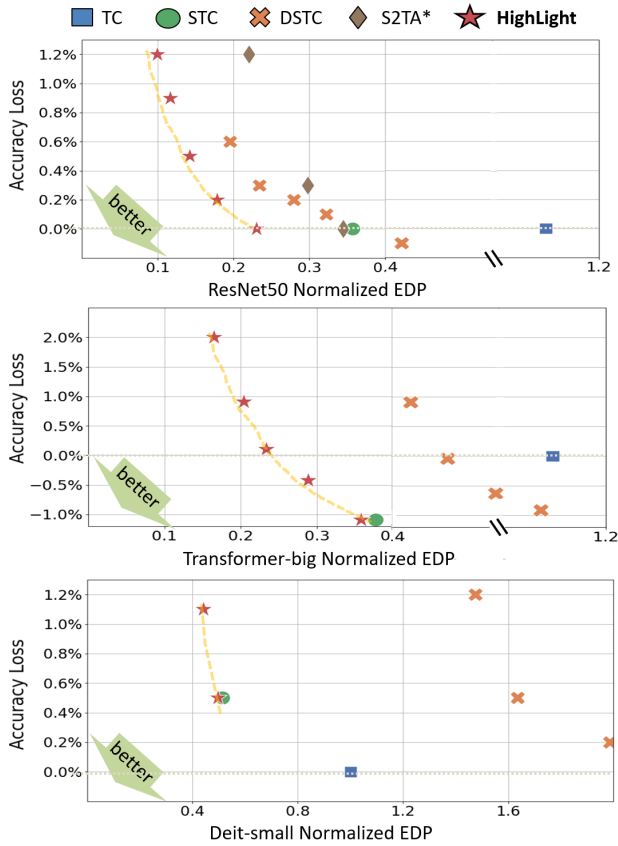 TC STC DSTC S2TA* HighLight
Accuracy Loss
1.2%
1.0%
0.8%
0.6%
0.4%
0.2%
0.0%
better
0.1 0.2 0.3 0.4 1.2
ResNet50 Normalized EDP
Accuracy Loss
2.0%
1.5%
1.0%
0.5%
0.0%
−0.5%
−1.0%
better
0.1 0.2 0.3 0.4 1.2
Transformer-big Normalized EDP
Accuracy Loss
1.2%
1.0%
0.8%
0.6%
0.4%
0.2%
0.0%
better
0.4 0.8 1.2 1.6
Deit-small Normalized EDP